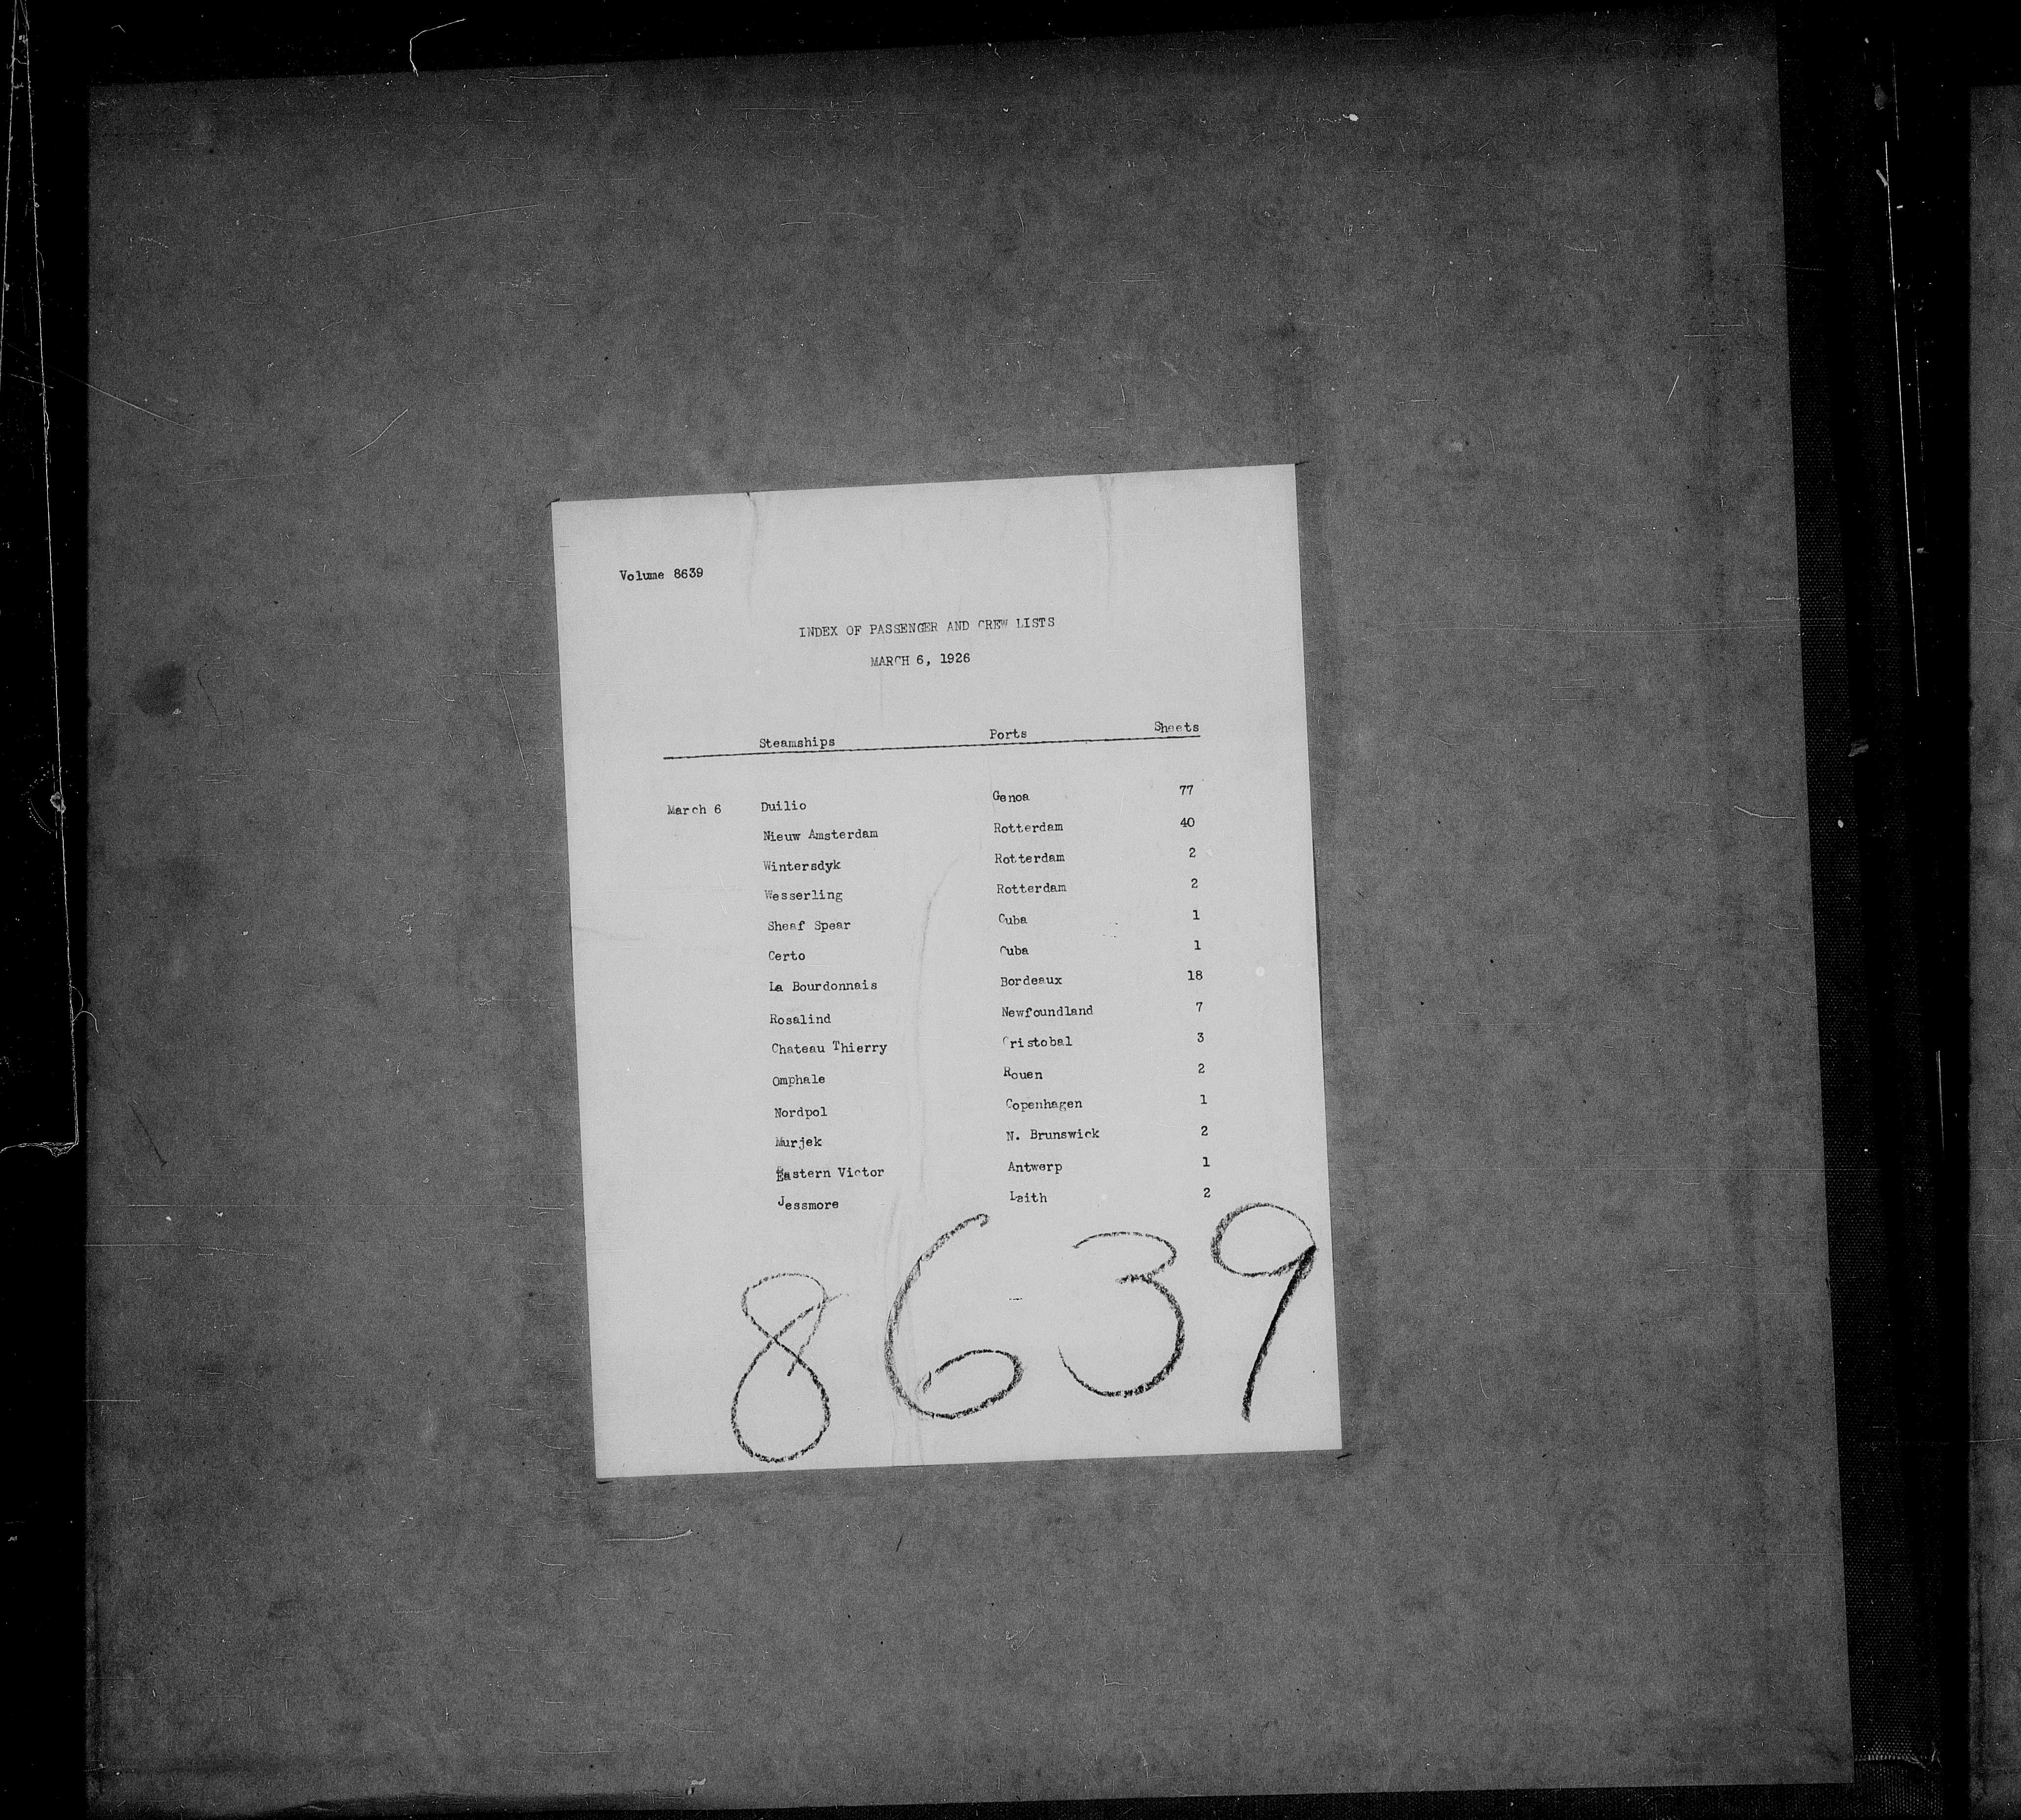 Volume 8639
INDEX OF PASSENGER AND CREW LISTS
MARCH 6, 1926
Steamships Ports Sheets
March 6 Duilio Genoa 77
Nieuw Amsterdam Rotterdam 40
Wintersdyk Rotterdam 2
Wesserling Rotterdam 2
Sheaf Spear Cuba 1
Certo Cuba 1
La Bourdonnais Bordeaux 18
Rosalind Newfoundland 7
Chateau Thierry Cristobal 3
Omphale Rouen 2
Nordpol Copenhagen 1
Murjek N. Brunswick 2
Eastern Victor Antwerp 1
Jessmore Leith 2
8639